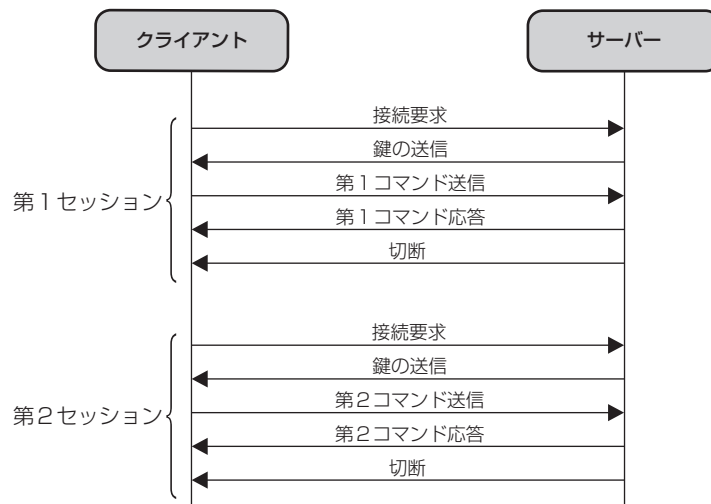 クライアント
サーバー
第1セッション
接続要求
鍵の送信
第1コマンド送信
第1コマンド応答
切断
第2セッション
接続要求
鍵の送信
第2コマンド送信
第2コマンド応答
切断